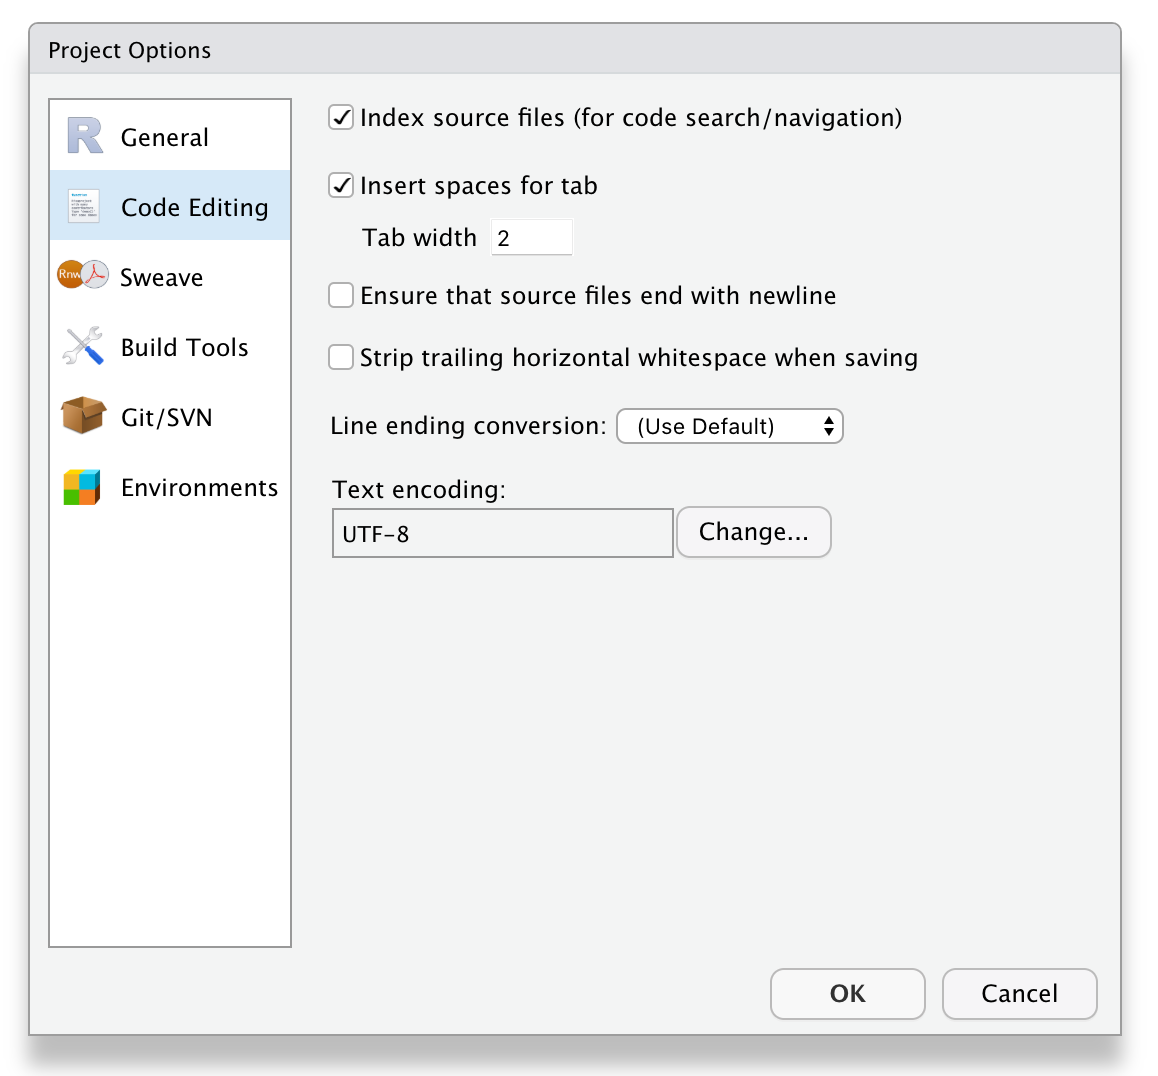 Project Options
General
Code Editing
Rnw
Sweave
Build Tools
Git/SVN
Environments
Index source files (for code search/navigation)
Insert spaces for tab
Tab width 2
Ensure that source files end with newline
Strip trailing horizontal whitespace when saving
Line ending conversion: (Use Default)
Text encoding:
UTF-8 Change...
OK Cancel